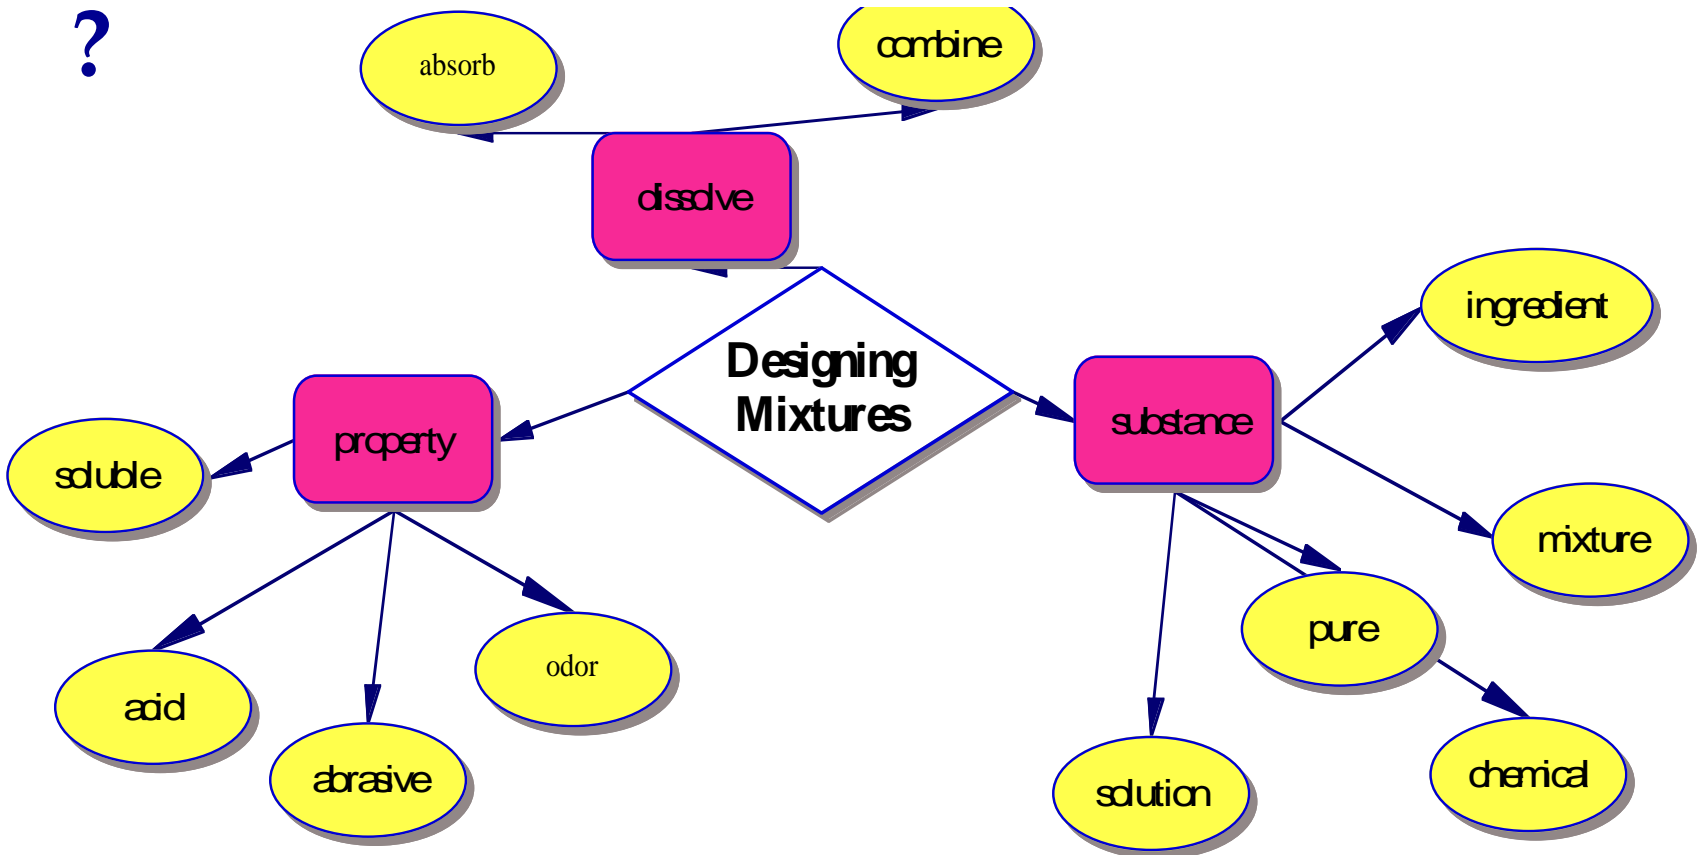 ?
absorb
combine
dissolve
ingredient
Designing
Mixtures
substance
property
soluble
mixture
pure
odor
acid
abrasive
solution
chemical